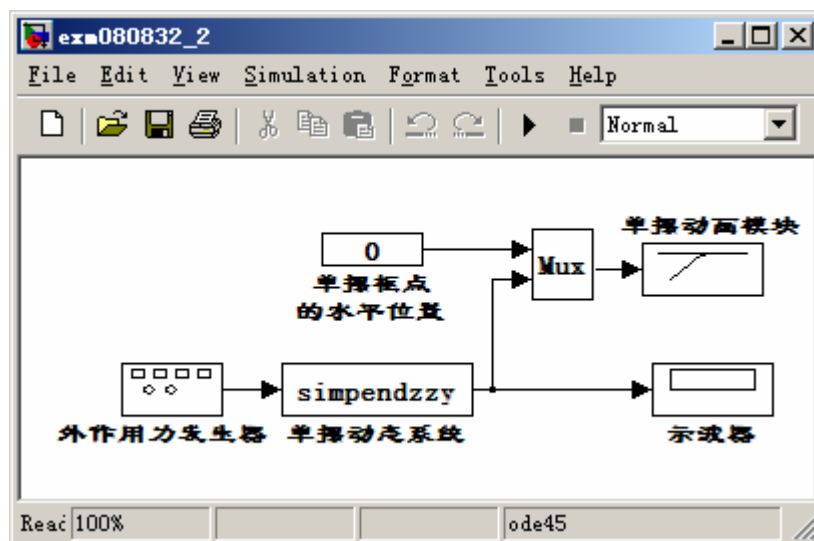 exm080832_2
File Edit View Simulation Format Tools Help
Normal
单摆动画模块
0
Mux
单摆枢点
的水平位置
simpendzzy
外作用力发生器 单摆动态系统 示波器
Read 100% ode45